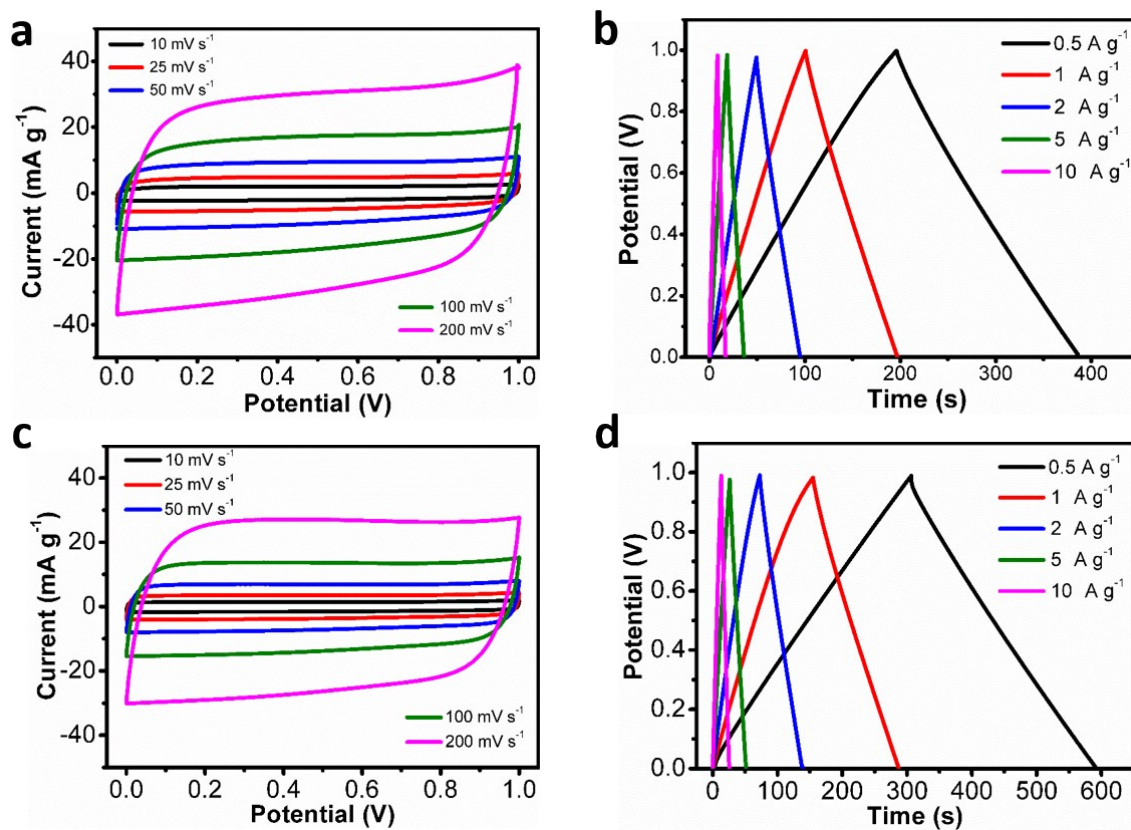 a
10 mV s⁻¹
25 mV s⁻¹
50 mV s⁻¹
100 mV s⁻¹
200 mV s⁻¹
40
20
0
-20
-40
Current (mA g⁻¹)
0.0 0.2 0.4 0.6 0.8 1.0
Potential (V)
b
0.5 A g⁻¹
1 A g⁻¹
2 A g⁻¹
5 A g⁻¹
10 A g⁻¹
1.0
0.8
0.6
0.4
0.2
0.0
Potential (V)
0 100 200 300 400
Time (s)
c
10 mV s⁻¹
25 mV s⁻¹
50 mV s⁻¹
100 mV s⁻¹
200 mV s⁻¹
40
20
0
-20
-40
Current (mA g⁻¹)
0.0 0.2 0.4 0.6 0.8 1.0
Potential (V)
d
0.5 A g⁻¹
1 A g⁻¹
2 A g⁻¹
5 A g⁻¹
10 A g⁻¹
1.0
0.8
0.6
0.4
0.2
0.0
Potential (V)
0 100 200 300 400 500 600
Time (s)